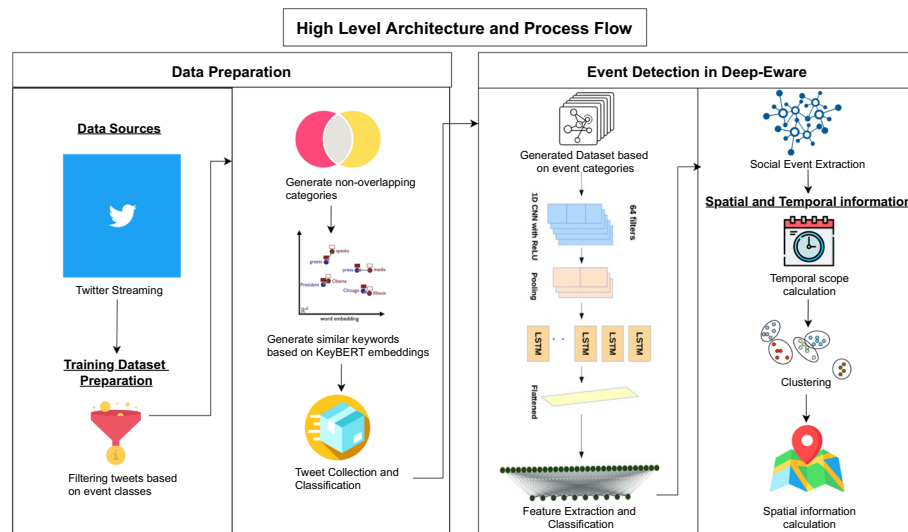 High Level Architecture and Process Flow
Data Preparation
Data Sources
Twitter Streaming
Training Dataset
Preparation
Filtering tweets based
on event classes
Generate non-overlapping
categories
speaks
greets
press
media
President
Obama
Chicago
Illinois
word embedding
Generate similar keywords
based on KeyBERT embeddings
Tweet Collection and
Classification
Event Detection in Deep-Eware
Generated Dataset based
on event categories
1D CNN with ReLU
64 filters
Pooling
LSTM . . LSTM LSTM LSTM
Flattened
Feature Extraction and
Classification
Social Event Extraction
Spatial and Temporal information
Temporal scope
calculation
Clustering
Spatial information
calculation